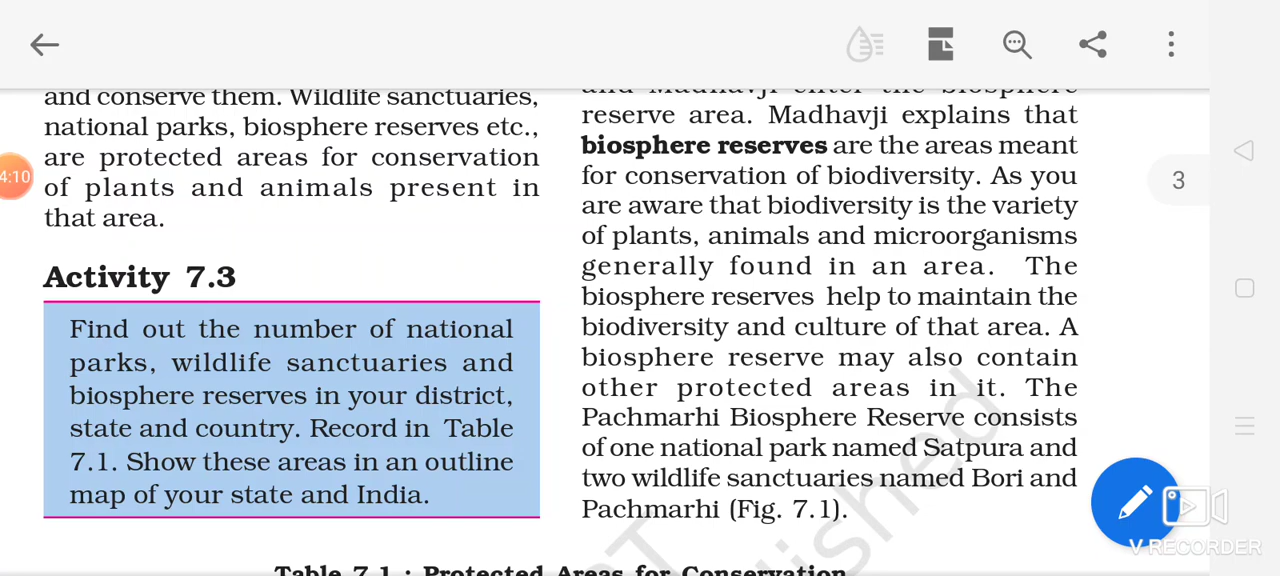 and conserve them. Wildlife sanctuaries,
national parks, biosphere reserves etc.,
are protected areas for conservation
of plants and animals present in
that area.
Activity 7.3
Find out the number of national
parks, wildlife sanctuaries and
biosphere reserves in your district,
state and country. Record in Table
7.1. Show these areas in an outline
map of your state and India.
and Madhavji enter the biosphere
reserve area. Madhavji explains that
biosphere reserves are the areas meant
for conservation of biodiversity. As you
are aware that biodiversity is the variety
of plants, animals and microorganisms
generally found in an area. The
biosphere reserves help to maintain the
biodiversity and culture of that area. A
biosphere reserve may also contain
other protected areas in it. The
Pachmarhi Biosphere Reserve consists
of one national park named Satpura and
two wildlife sanctuaries named Bori and
Pachmarhi (Fig. 7.1).
Table 7.1 : Protected Areas for Conservation
4:10
3
V RECORDER